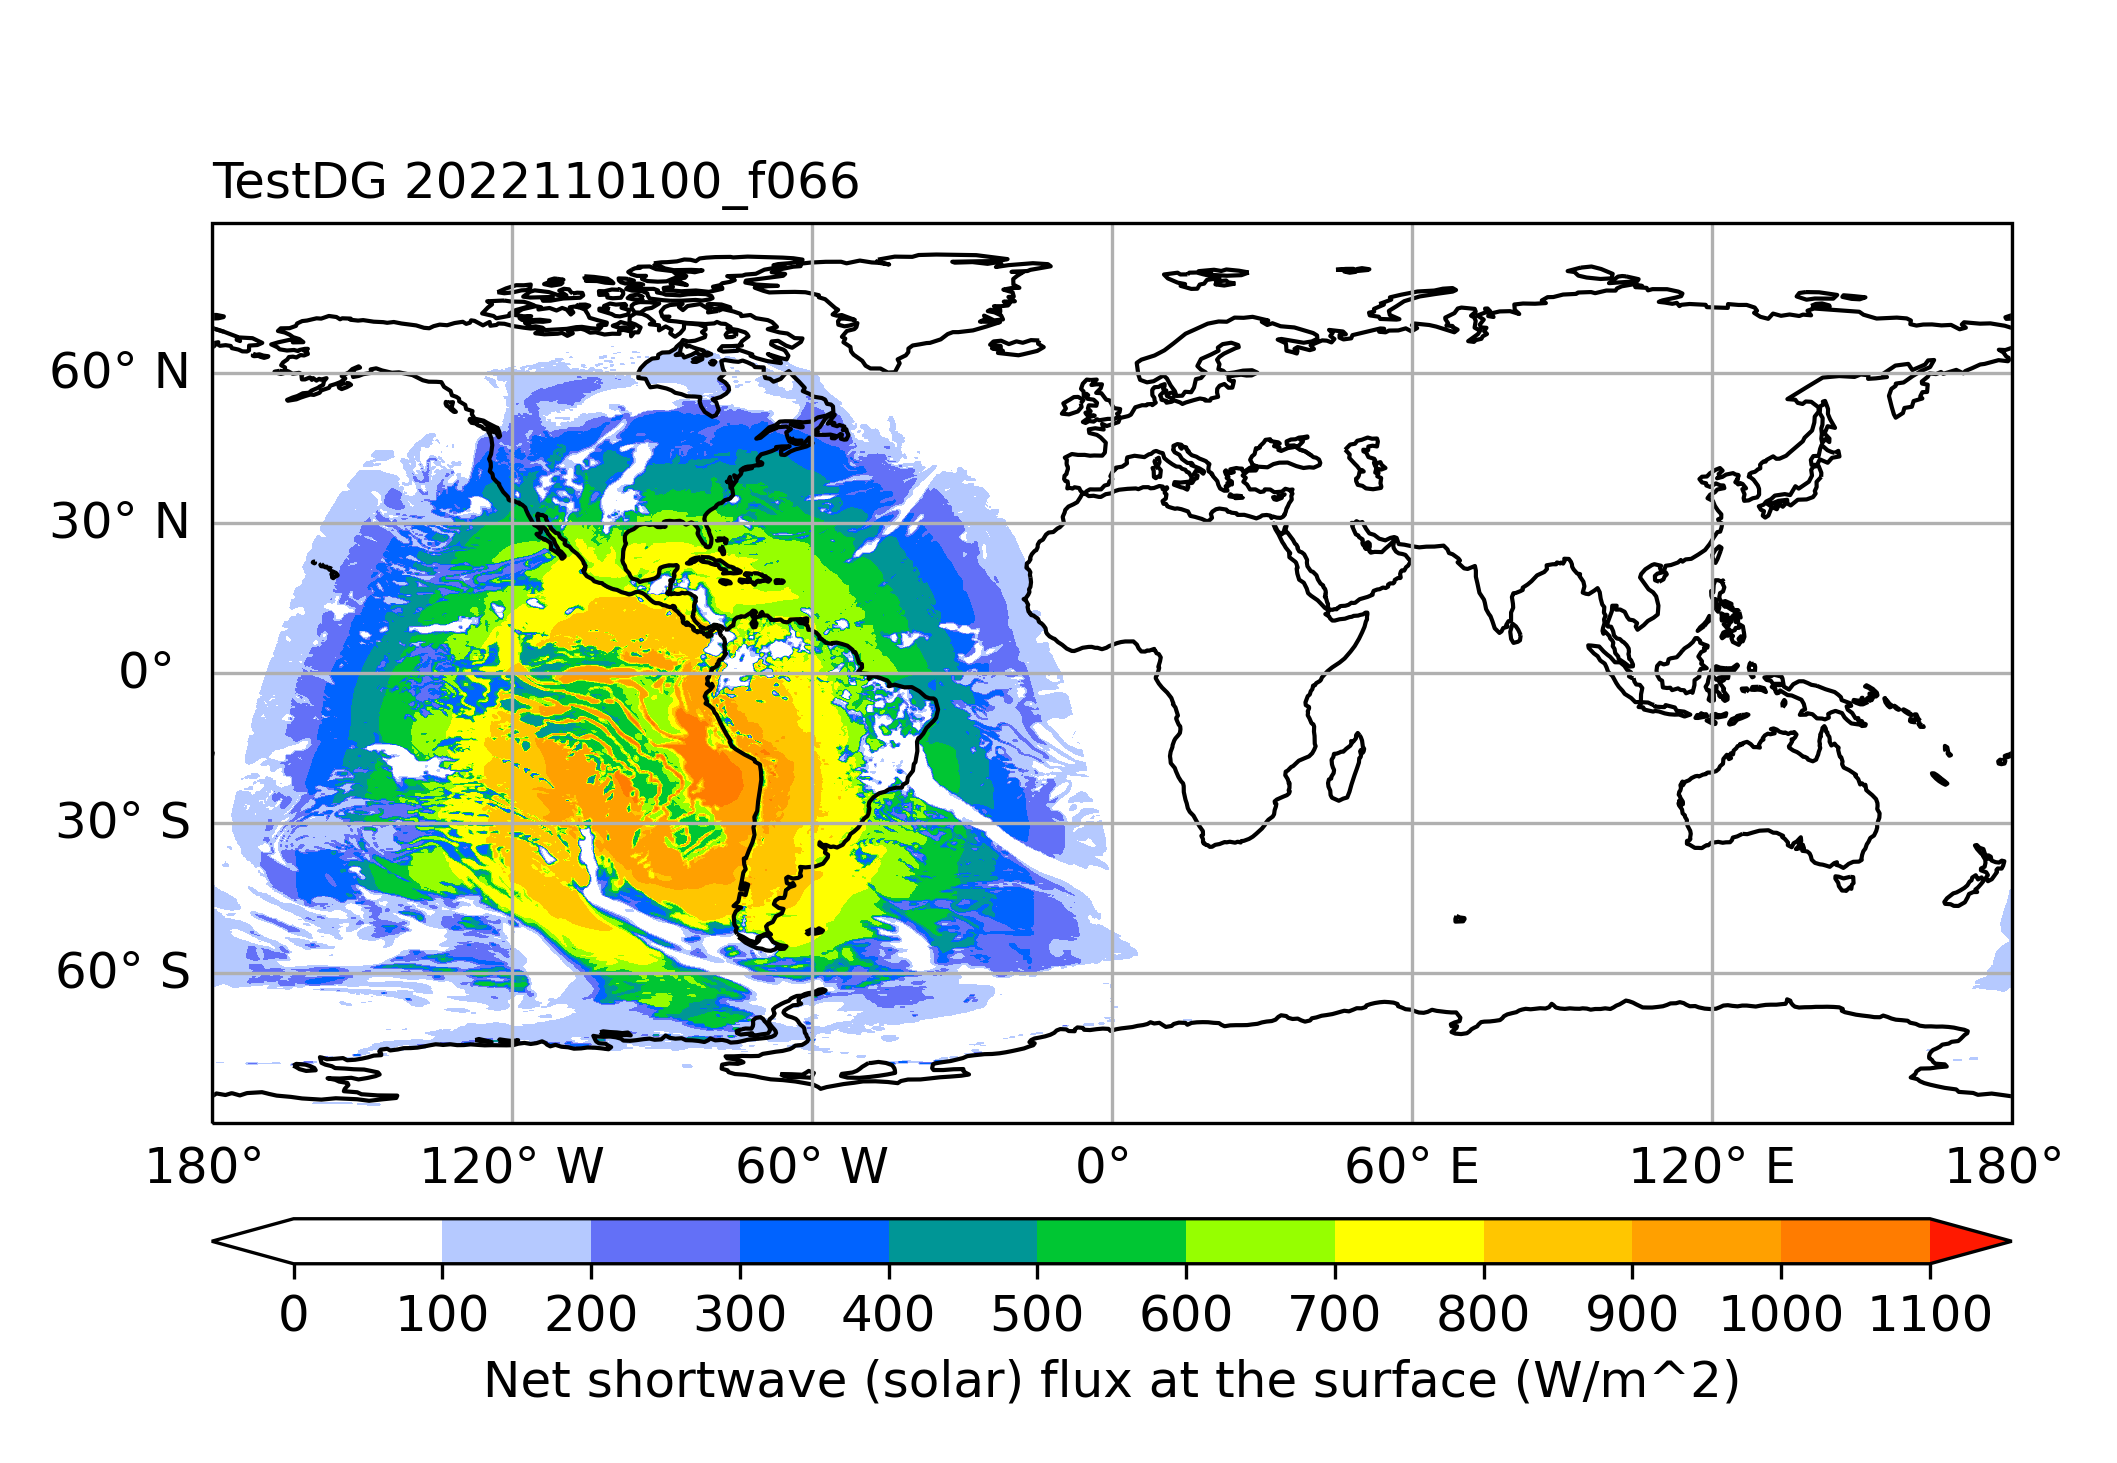 TestDG 2022110100_f066
60° N
30° N
0°
30° S
60° S
180° 120° W 60° W 0° 60° E 120° E 180°
0 100 200 300 400 500 600 700 800 900 1000 1100
Net shortwave (solar) flux at the surface (W/m^2)